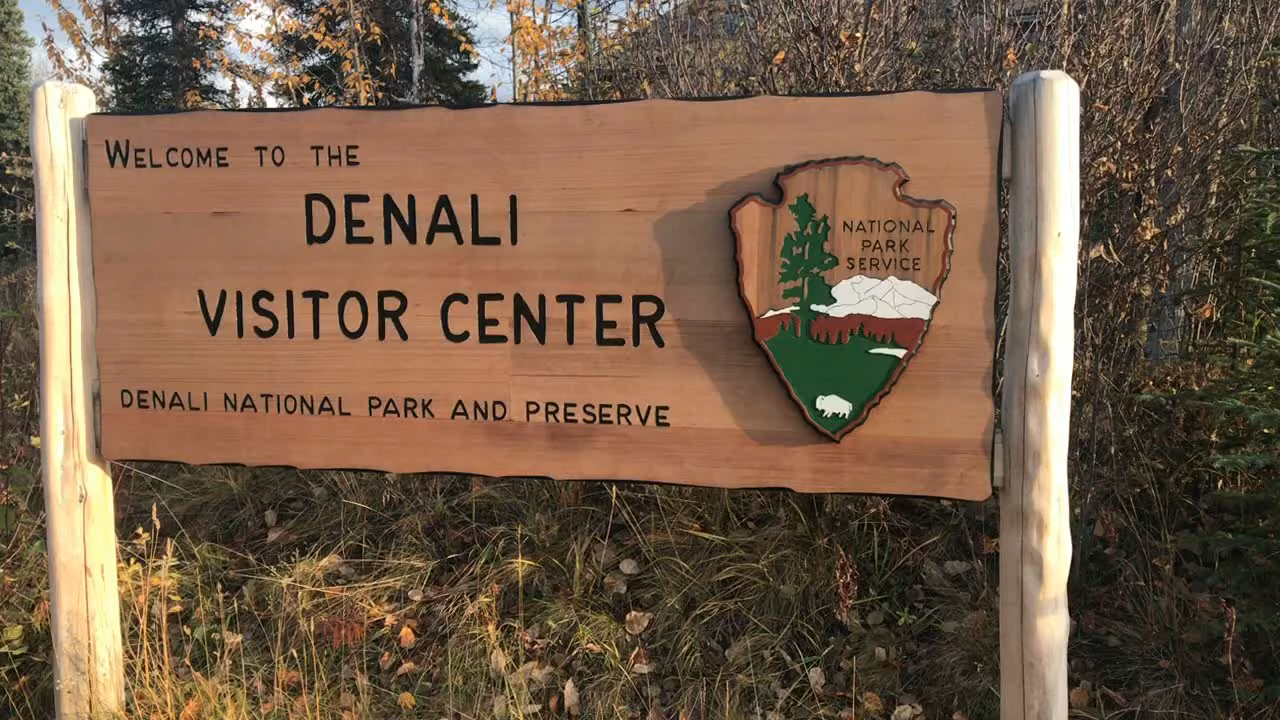 WELCOME TO THE
DENALI
VISITOR CENTER
DENALI NATIONAL PARK AND PRESERVE
NATIONAL
PARK
SERVICE